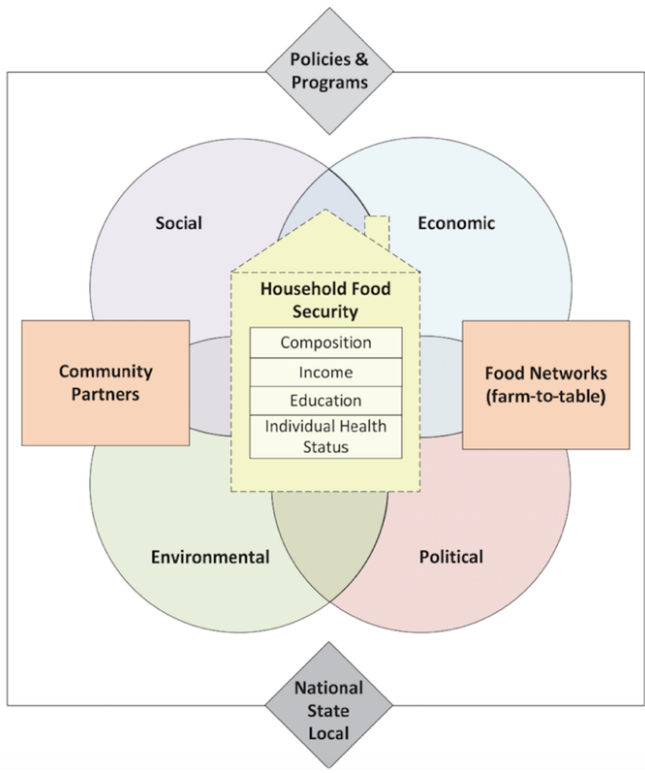 Policies &
Programs
Social
Economic
Household Food
Security
Composition
Income
Education
Individual Health
Status
Community
Partners
Food Networks
(farm-to-table)
Environmental
Political
National
State
Local